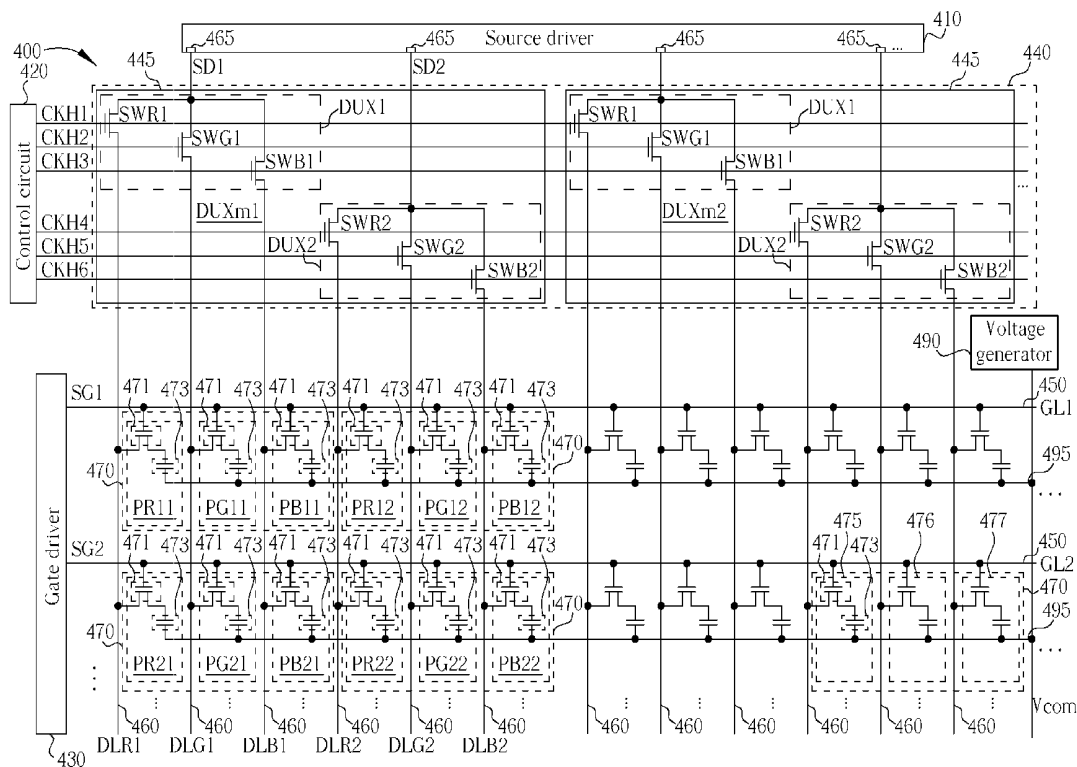 465 465 465 465 410
Source driver ...
400
420 445 SD1 SD2 445 440
Control circuit
CKH1 SWR1 DUX1 SWR1 DUX1
CKH2 SWG1 SWG1
CKH3 SWB1 SWB1
...
DUXm1 DUXm2
CKH4 SWR2 SWR2
CKH5 DUX2 SWG2 DUX2 SWG2
CKH6 SWB2 SWB2
490 Voltage generator
SG1 471 473 471 473 471 473 471 473 471 473 471 473 450
GL1
470 470 495
PR11 PG11 PB11 PR12 PG12 PB12 ...
Gate driver
SG2 471 473 471 473 471 473 471 473 471 473 471 473 475 476 477 450
GL2
471 473 470
470 470 495
PR21 PG21 PB21 PR22 PG22 PB22 ...
... ... ... ... ... ... ...
430 460 460 460 460 460 460 460 460 460 460 Vcom
DLR1 DLG1 DLB1 DLR2 DLG2 DLB2